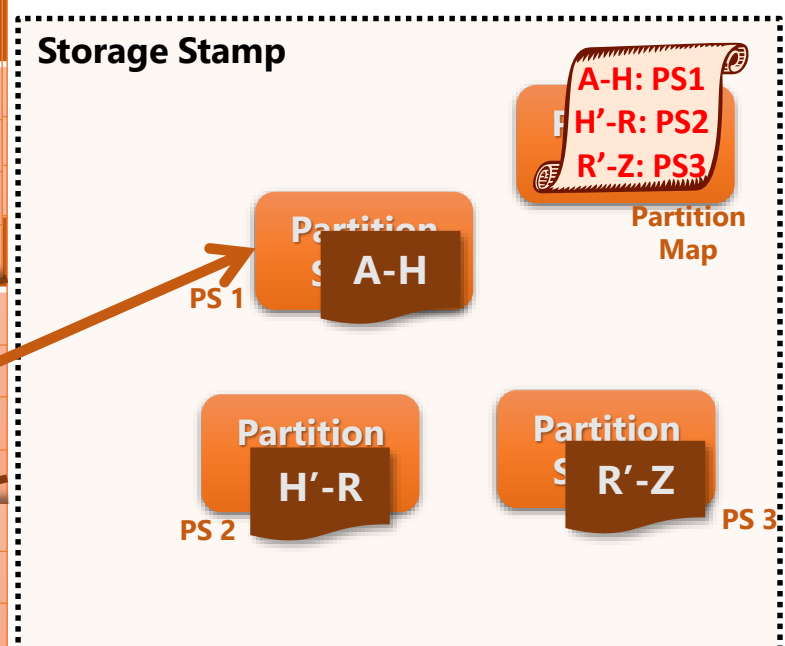 Storage Stamp
A-H: PS1
H′-R: PS2
R′-Z: PS3
Partition
Map
Partition
A-H
PS 1
Partition
H′-R
PS 2
Partition
R′-Z
PS 3